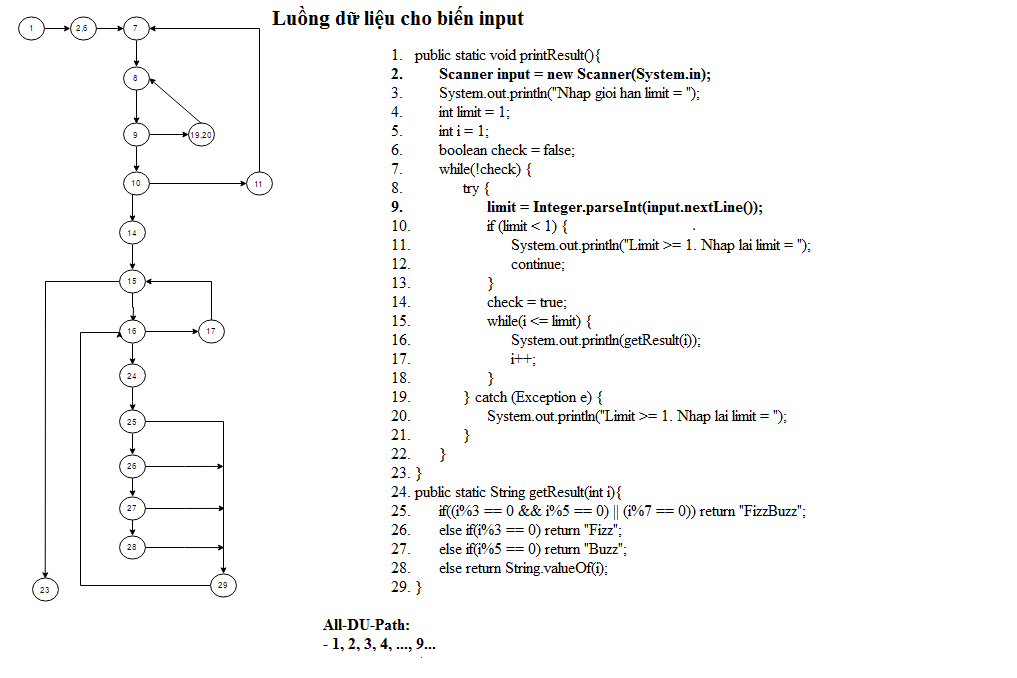 Luồng dữ liệu cho biến input
1
2,6
7
8
9
19,20
10
11
14
15
16
17
24
25
26
27
28
29
23
1. public static void printResult(){
2. Scanner input = new Scanner(System.in);
3. System.out.println("Nhap gioi han limit = ");
4. int limit = 1;
5. int i = 1;
6. boolean check = false;
7. while(!check) {
8. try {
9. limit = Integer.parseInt(input.nextLine());
10. if (limit < 1) {
11. System.out.println("Limit >= 1. Nhap lai limit = ");
12. continue;
13. }
14. check = true;
15. while(i <= limit) {
16. System.out.println(getResult(i));
17. i++;
18. }
19. } catch (Exception e) {
20. System.out.println("Limit >= 1. Nhap lai limit = ");
21. }
22. }
23. }
24. public static String getResult(int i){
25. if((i%3 == 0 && i%5 == 0) || (i%7 == 0)) return "FizzBuzz";
26. else if(i%3 == 0) return "Fizz";
27. else if(i%5 == 0) return "Buzz";
28. else return String.valueOf(i);
29. }
All-DU-Path:
- 1, 2, 3, 4, ..., 9...